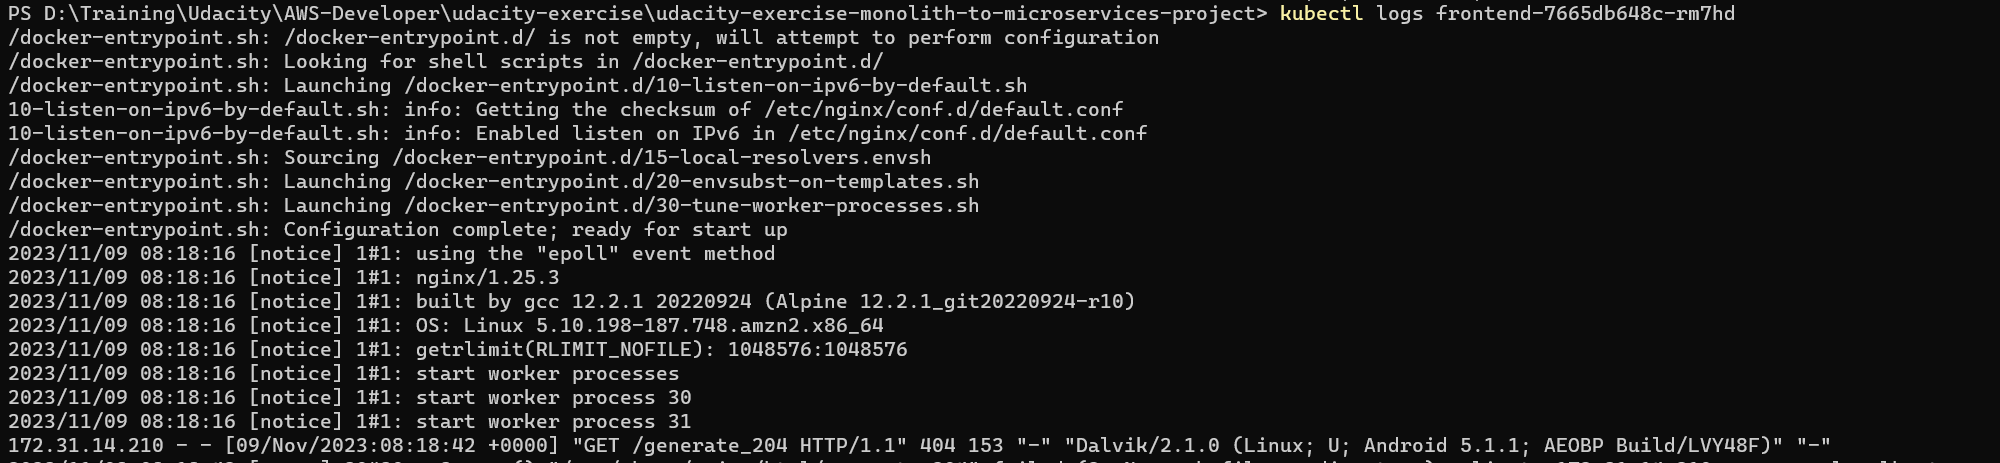 PS D:\Training\Udacity\AWS-Developer\udacity-exercise\udacity-exercise-monolith-to-microservices-project> kubectl logs frontend-7665db648c-rm7hd
/docker-entrypoint.sh: /docker-entrypoint.d/ is not empty, will attempt to perform configuration
/docker-entrypoint.sh: Looking for shell scripts in /docker-entrypoint.d/
/docker-entrypoint.sh: Launching /docker-entrypoint.d/10-listen-on-ipv6-by-default.sh
10-listen-on-ipv6-by-default.sh: info: Getting the checksum of /etc/nginx/conf.d/default.conf
10-listen-on-ipv6-by-default.sh: info: Enabled listen on IPv6 in /etc/nginx/conf.d/default.conf
/docker-entrypoint.sh: Sourcing /docker-entrypoint.d/15-local-resolvers.envsh
/docker-entrypoint.sh: Launching /docker-entrypoint.d/20-envsubst-on-templates.sh
/docker-entrypoint.sh: Launching /docker-entrypoint.d/30-tune-worker-processes.sh
/docker-entrypoint.sh: Configuration complete; ready for start up
2023/11/09 08:18:16 [notice] 1#1: using the "epoll" event method
2023/11/09 08:18:16 [notice] 1#1: nginx/1.25.3
2023/11/09 08:18:16 [notice] 1#1: built by gcc 12.2.1 20220924 (Alpine 12.2.1_git20220924-r10)
2023/11/09 08:18:16 [notice] 1#1: OS: Linux 5.10.198-187.748.amzn2.x86_64
2023/11/09 08:18:16 [notice] 1#1: getrlimit(RLIMIT_NOFILE): 1048576:1048576
2023/11/09 08:18:16 [notice] 1#1: start worker processes
2023/11/09 08:18:16 [notice] 1#1: start worker process 30
2023/11/09 08:18:16 [notice] 1#1: start worker process 31
172.31.14.210 - - [09/Nov/2023:08:18:42 +0000] "GET /generate_204 HTTP/1.1" 404 153 "-" "Dalvik/2.1.0 (Linux; U; Android 5.1.1; AEOBP Build/LVY48F)" "-"